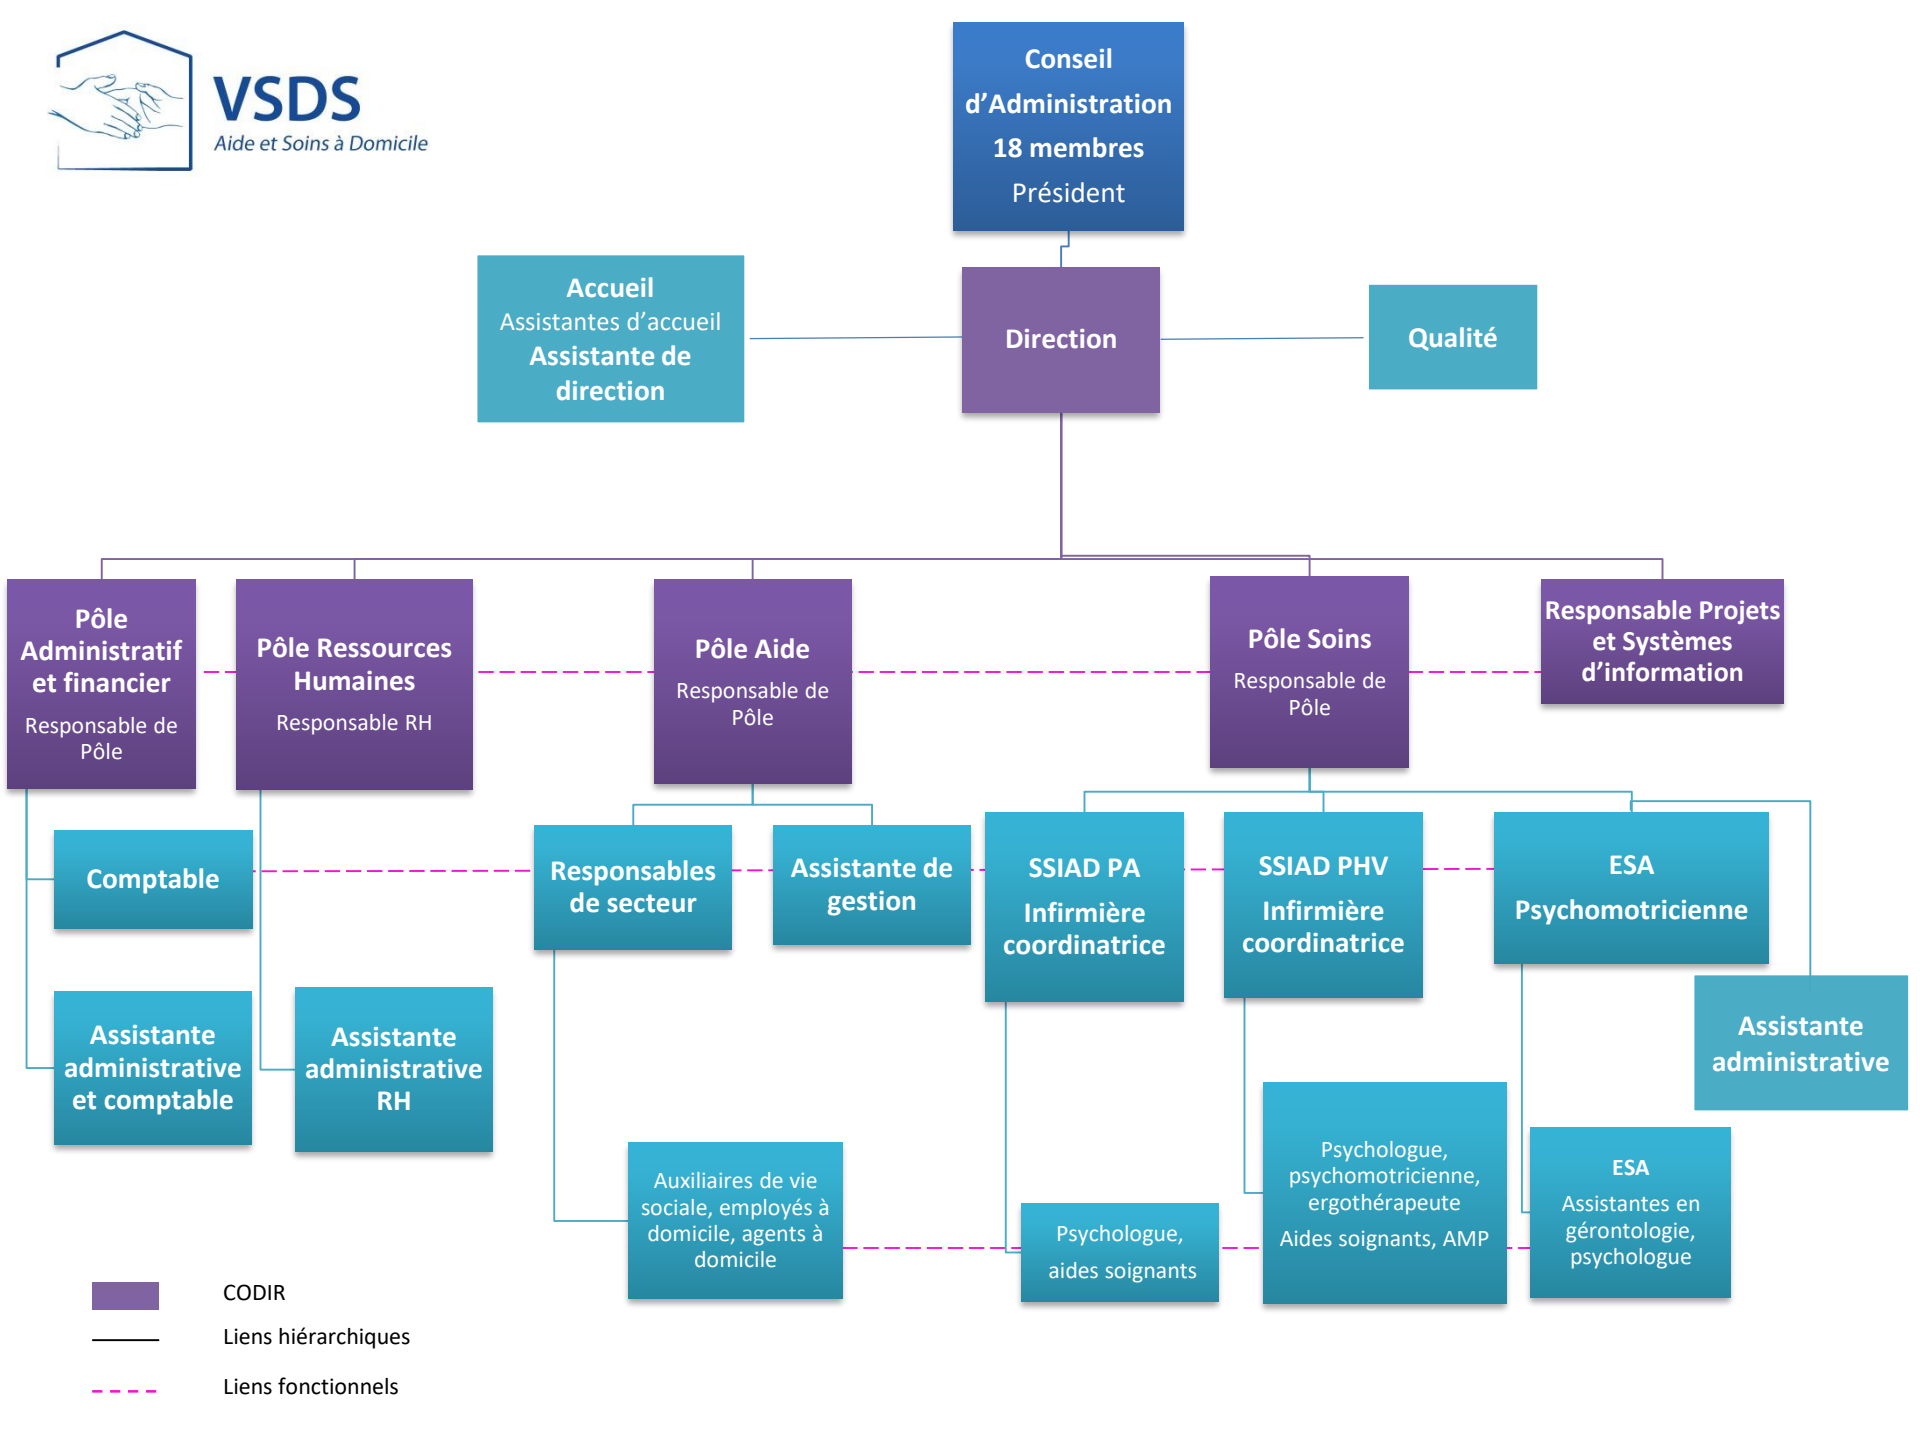 VSDS
Aide et Soins à Domicile
Conseil
d’Administration
18 membres
Président
Accueil
Assistantes d’accueil
Assistante de
direction
Direction
Qualité
Pôle
Administratif
et financier
Responsable de
Pôle
Pôle Ressources
Humaines
Responsable RH
Pôle Aide
Responsable de
Pôle
Pôle Soins
Responsable de
Pôle
Responsable Projets
et Systèmes
d’information
Comptable
Responsables
de secteur
Assistante de
gestion
SSIAD PA
Infirmière
coordinatrice
SSIAD PHV
Infirmière
coordinatrice
ESA
Psychomotricienne
Assistante
administrative
et comptable
Assistante
administrative
RH
Assistante
administrative
Auxiliaires de vie
sociale, employés à
domicile, agents à
domicile
Psychologue,
aides soignants
Psychologue,
psychomotricienne,
ergothérapeute
Aides soignants, AMP
ESA
Assistantes en
gérontologie,
psychologue
CODIR
Liens hiérarchiques
Liens fonctionnels